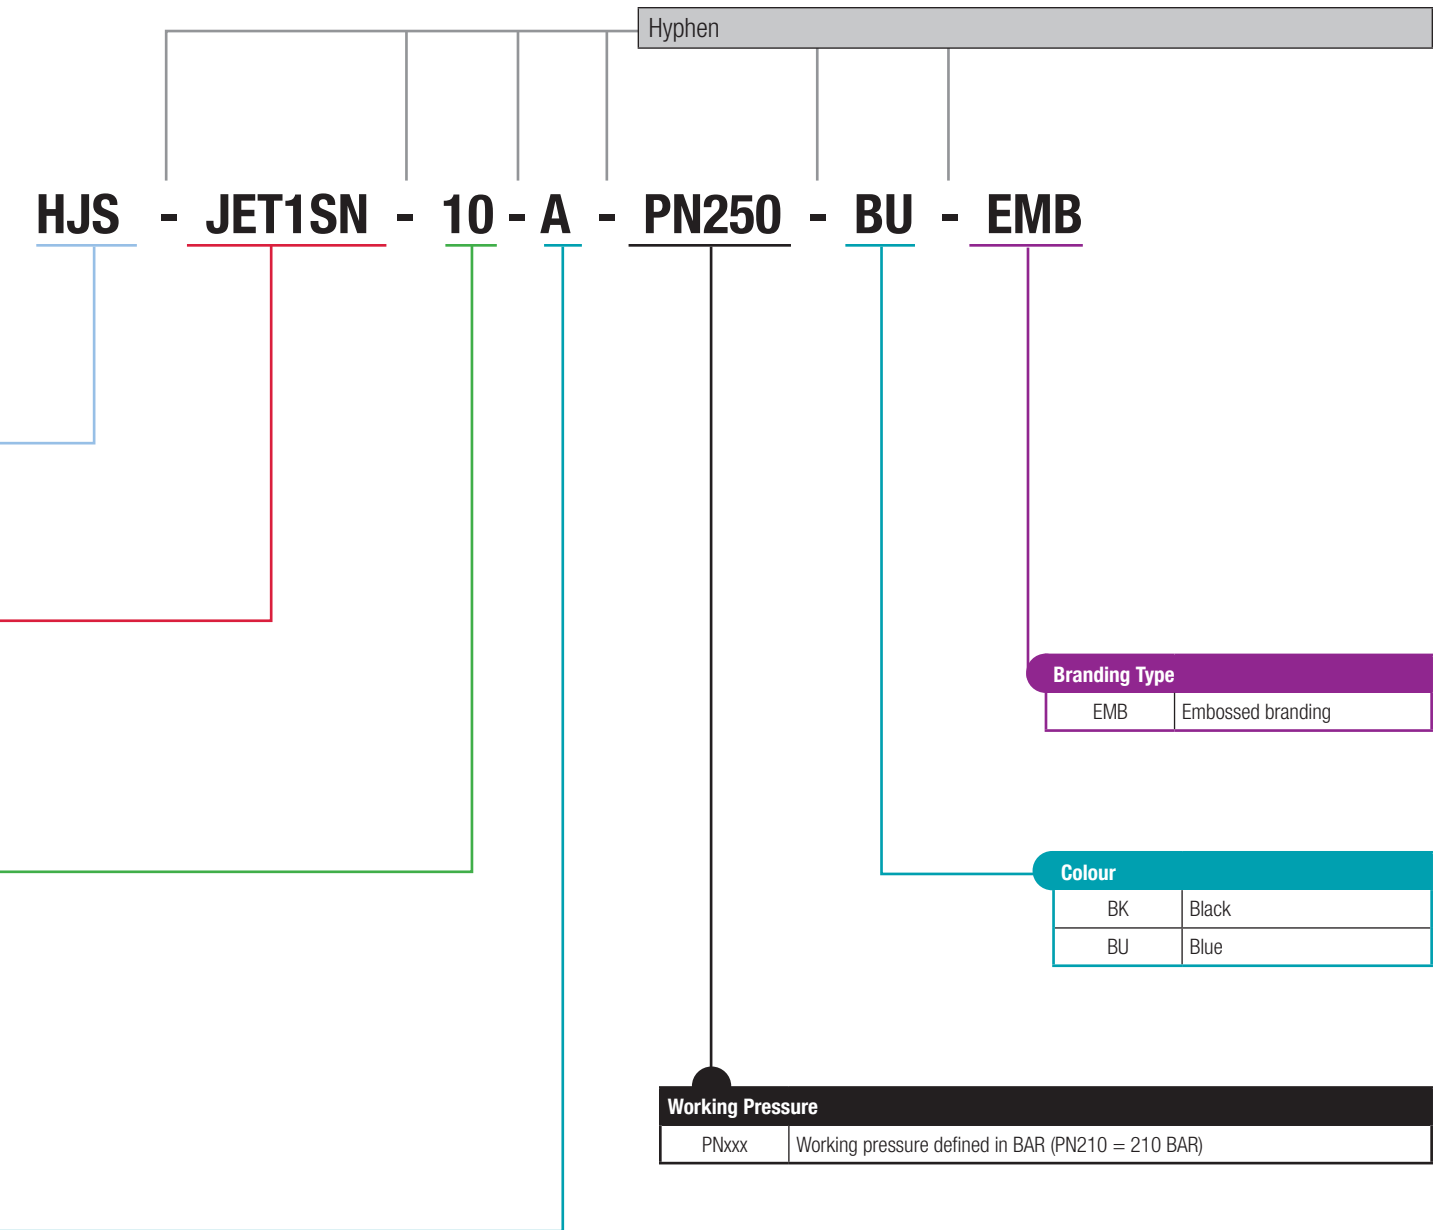 Hyphen
HJS - JET1SN - 10 - A - PN250 - BU - EMB
Branding Type
EMB Embossed branding
Colour
BK Black
BU Blue
Working Pressure
PNxxx Working pressure defined in BAR (PN210 = 210 BAR)